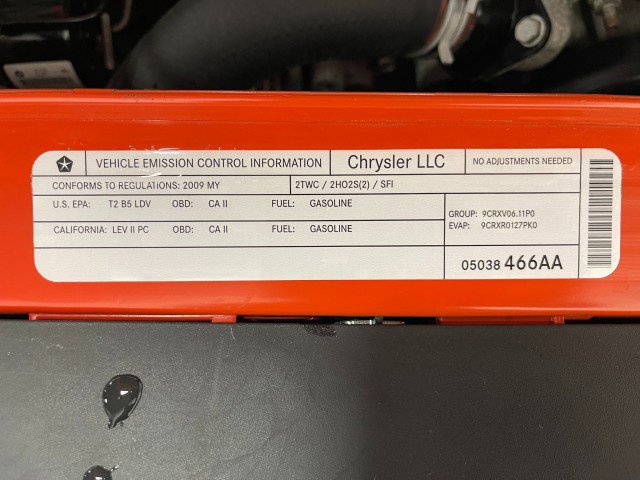 VEHICLE EMISSION CONTROL INFORMATION Chrysler LLC NO ADJUSTMENTS NEEDED
CONFORMS TO REGULATIONS: 2009 MY 2TWC / 2HO2S(2) / SFI
U.S. EPA: T2 B5 LDV OBD: CA II FUEL: GASOLINE
CALIFORNIA: LEV II PC OBD: CA II FUEL: GASOLINE
GROUP: 9CRXV06.11P0
EVAP: 9CRXR0127PK0
05038 466AA